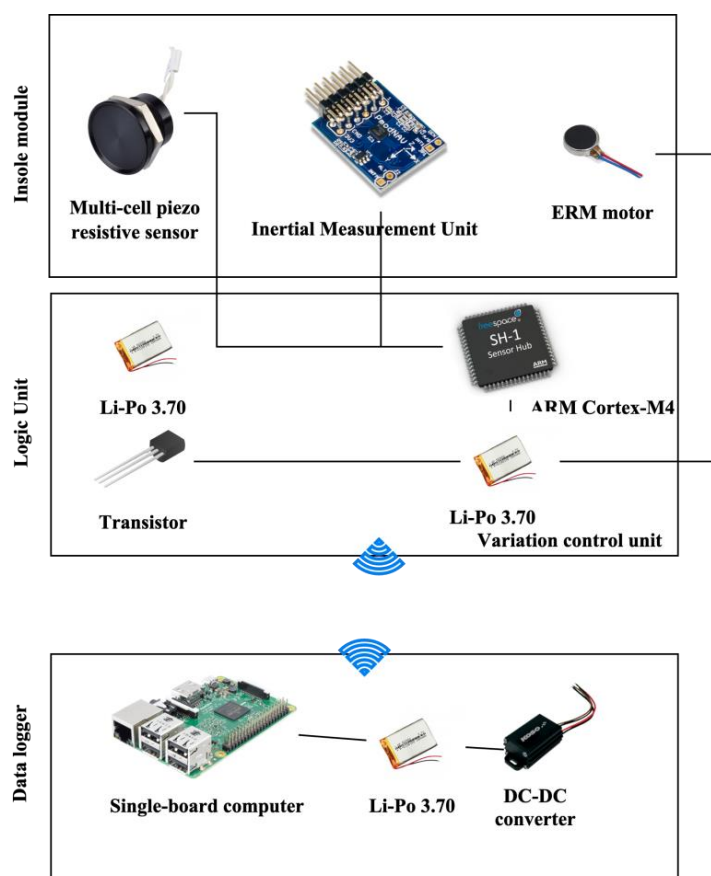 Insole module
Multi-cell piezo
resistive sensor
Inertial Measurement Unit
ERM motor
Logic Unit
freespace
SH-1
Sensor Hub
ARM
Li-Po 3.70
ARM Cortex-M4
Transistor
Li-Po 3.70
Variation control unit
Data logger
Single-board computer
Li-Po 3.70
DC-DC
converter